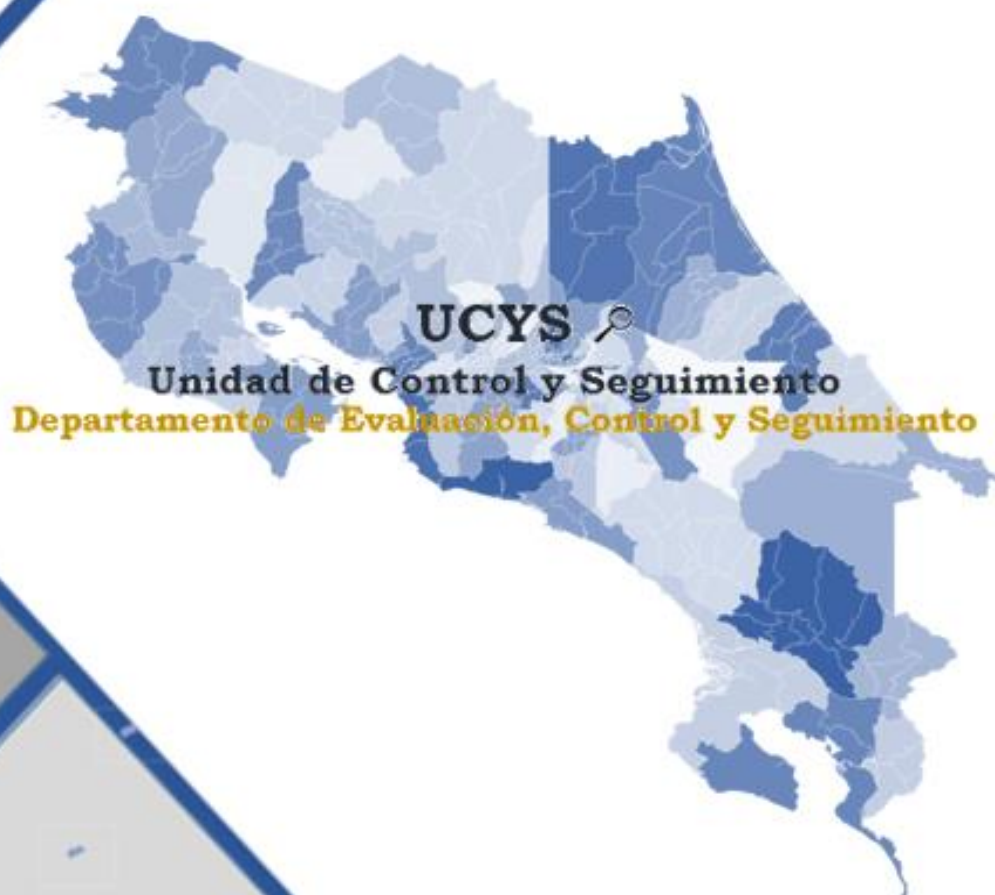 UCYS
Unidad de Control y Seguimiento
Departamento de Evaluación, Control y Seguimiento